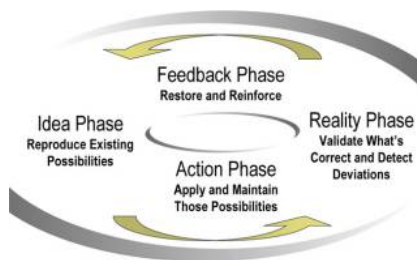 Feedback Phase
Restore and Reinforce
Idea Phase
Reproduce Existing
Possibilities
Reality Phase
Validate What's
Correct and Detect
Deviations
Action Phase
Apply and Maintain
Those Possibilities